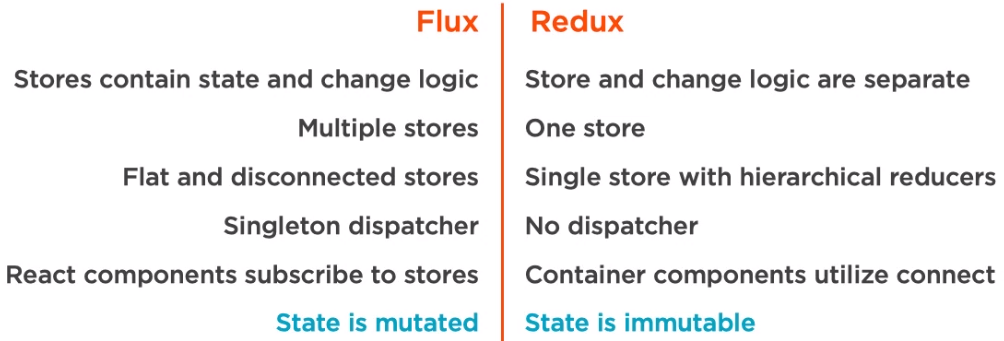 Flux Redux
Stores contain state and change logic Store and change logic are separate
Multiple stores One store
Flat and disconnected stores Single store with hierarchical reducers
Singleton dispatcher No dispatcher
React components subscribe to stores Container components utilize connect
State is mutated State is immutable